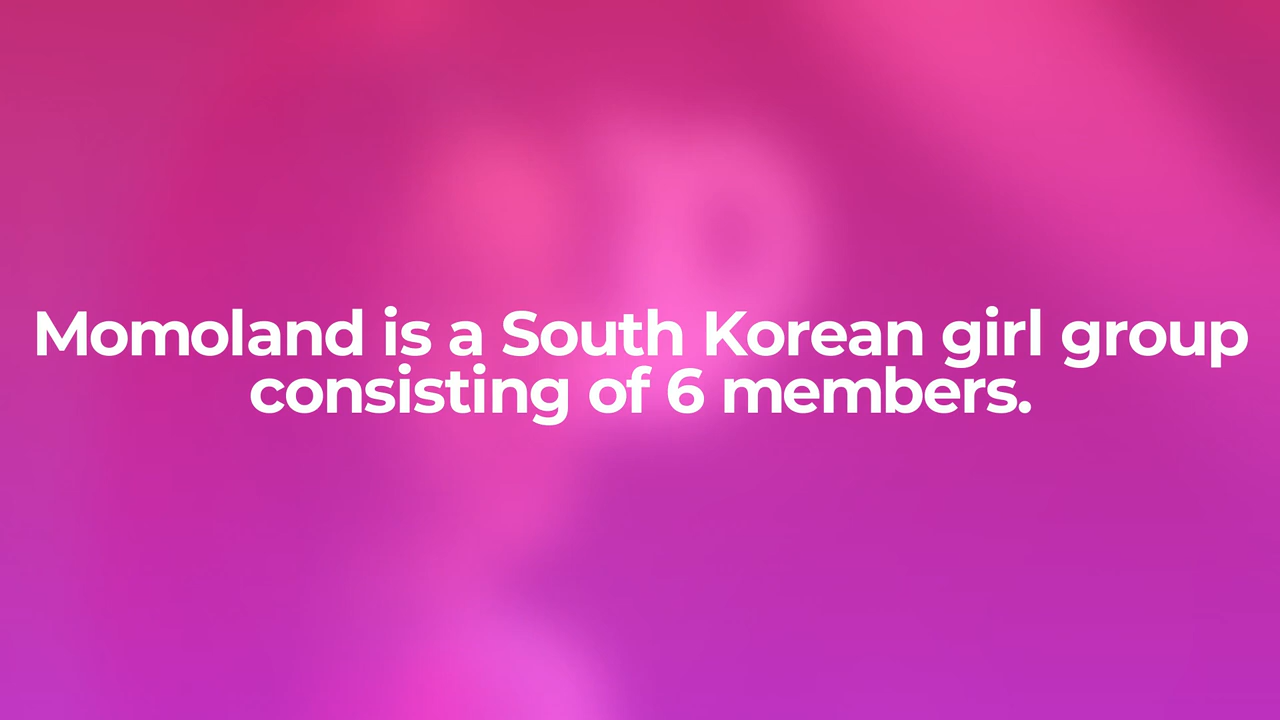 Momoland is a South Korean girl group
consisting of 6 members.